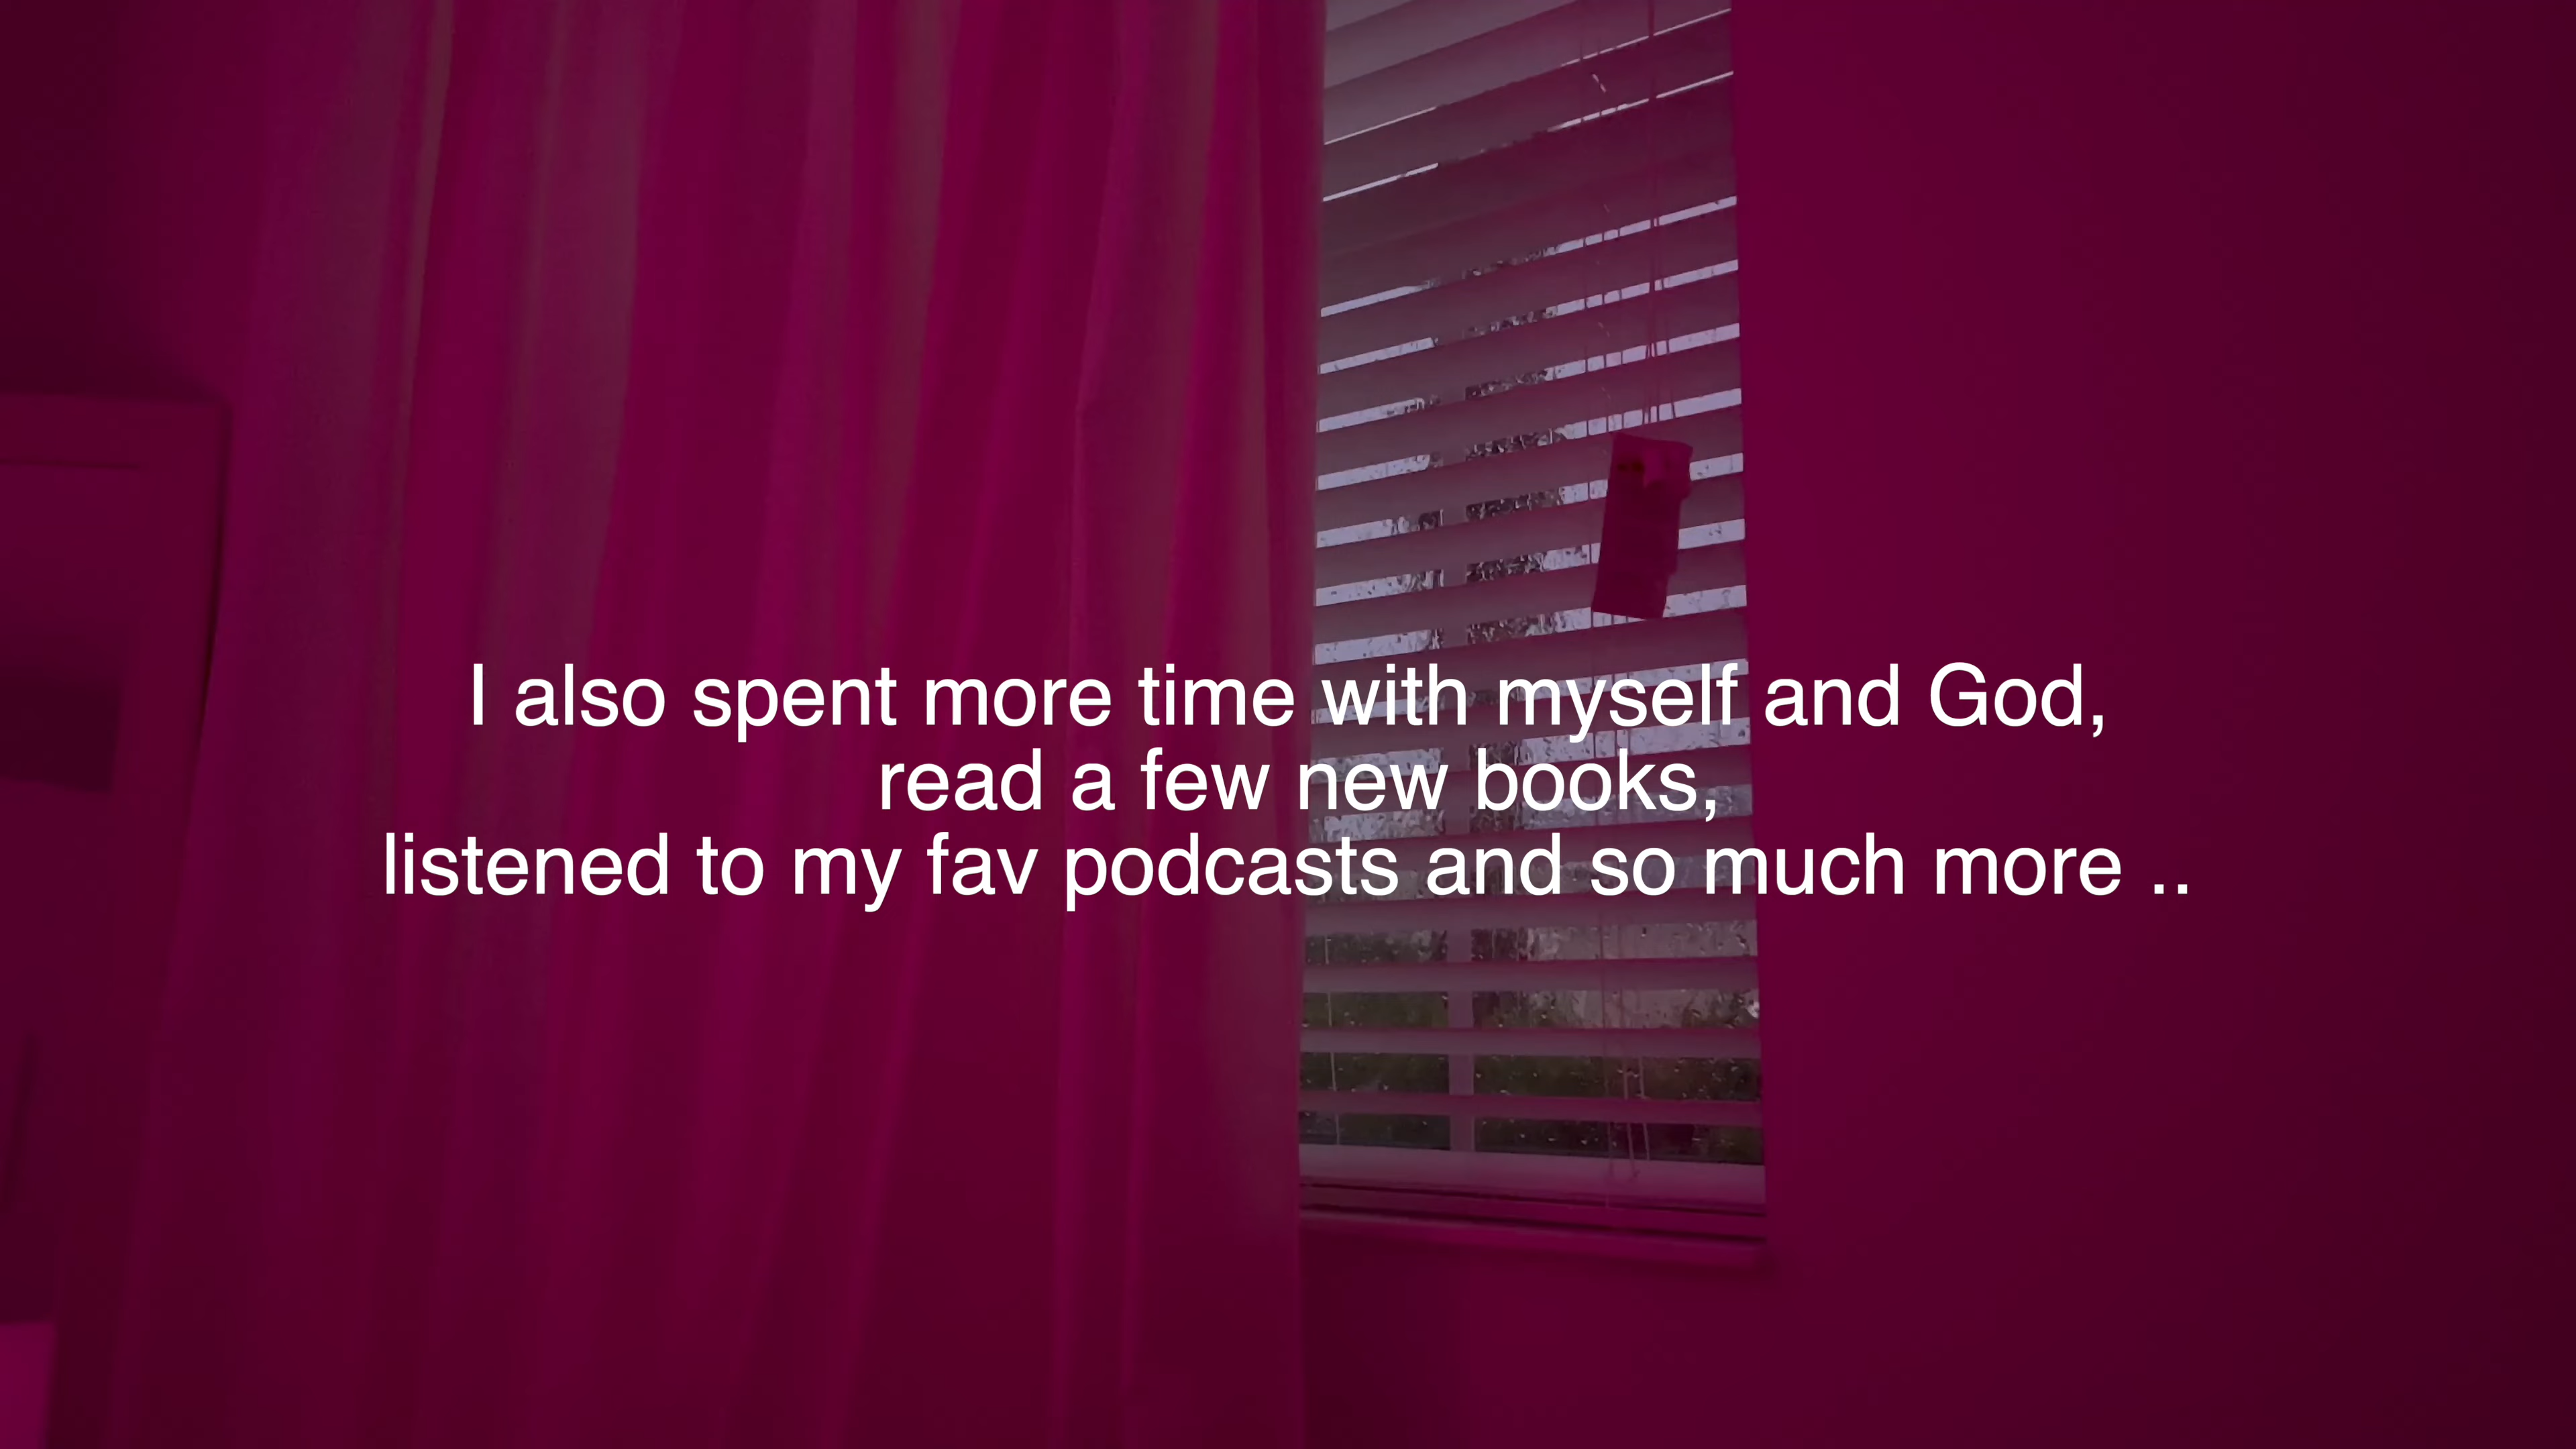 I also spent more time with myself and God,
read a few new books,
listened to my fav podcasts and so much more ..